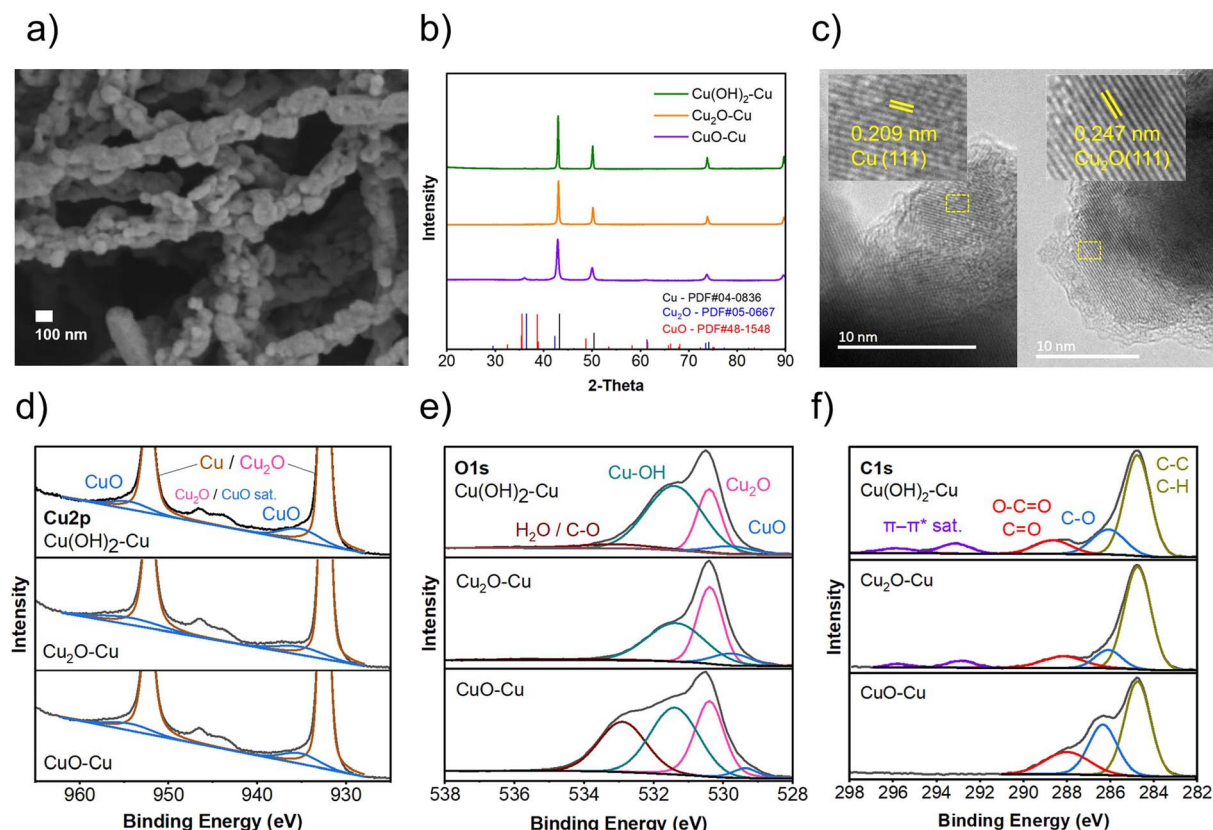 a)
b)
c)
100 nm
Cu(OH)₂-Cu
Cu₂O-Cu
CuO-Cu
Cu - PDF#04-0836
Cu₂O - PDF#05-0667
CuO - PDF#48-1548
Intensity
20 30 40 50 60 70 80 90
2-Theta
0.209 nm
Cu (111)
10 nm
0.247 nm
Cu₂O(111)
10 nm
d)
e)
f)
CuO
Cu / Cu₂O
Cu₂O / CuO sat.
CuO
Cu2p
Cu(OH)₂-Cu
Cu₂O-Cu
CuO-Cu
Intensity
960 950 940 930
Binding Energy (eV)
O1s
Cu(OH)₂-Cu
Cu-OH
Cu₂O
H₂O / C-O
CuO
Cu₂O-Cu
CuO-Cu
Intensity
538 536 534 532 530 528
Binding Energy (eV)
C1s
Cu(OH)₂-Cu
C-C
C-H
O-C=O
C=O
C-O
π–π* sat.
Cu₂O-Cu
CuO-Cu
Intensity
298 296 294 292 290 288 286 284 282
Binding Energy (eV)